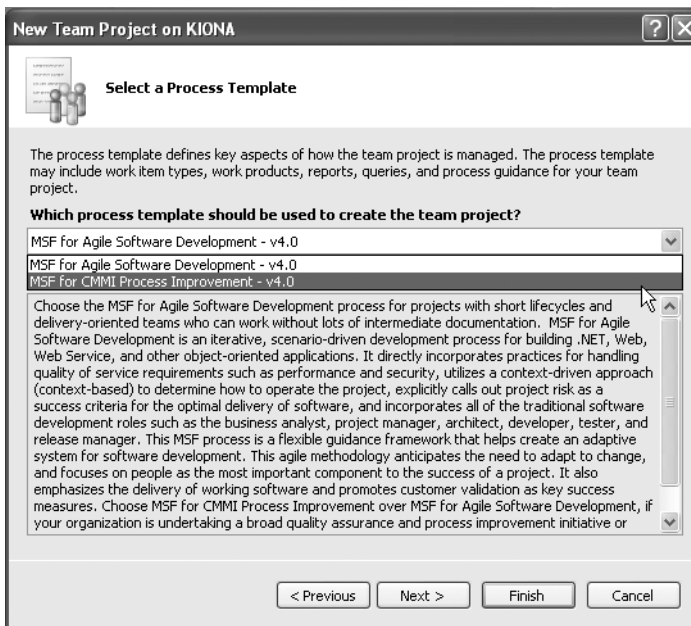 New Team Project on KIONA
Select a Process Template
The process template defines key aspects of how the team project is managed. The process template
may include work item types, work products, reports, queries, and process guidance for your team
project.
Which process template should be used to create the team project?
MSF for Agile Software Development - v4.0
MSF for Agile Software Development - v4.0
MSF for CMMI Process Improvement - v4.0
Choose the MSF for Agile Software Development process for projects with short lifecycles and
delivery-oriented teams who can work without lots of intermediate documentation. MSF for Agile
Software Development is an iterative, scenario-driven development process for building .NET, Web,
Web Service, and other object-oriented applications. It directly incorporates practices for handling
quality of service requirements such as performance and security, utilizes a context-driven approach
(context-based) to determine how to operate the project, explicitly calls out project risk as a
success criteria for the optimal delivery of software, and incorporates all of the traditional software
development roles such as the business analyst, project manager, architect, developer, tester, and
release manager. This MSF process is a flexible guidance framework that helps create an adaptive
system for software development. This agile methodology anticipates the need to adapt to change,
and focuses on people as the most important component to the success of a project. It also
emphasizes the delivery of working software and promotes customer validation as key success
measures. Choose MSF for CMMI Process Improvement over MSF for Agile Software Development, if
your organization is undertaking a broad quality assurance and process improvement initiative or
< Previous
Next >
Finish
Cancel